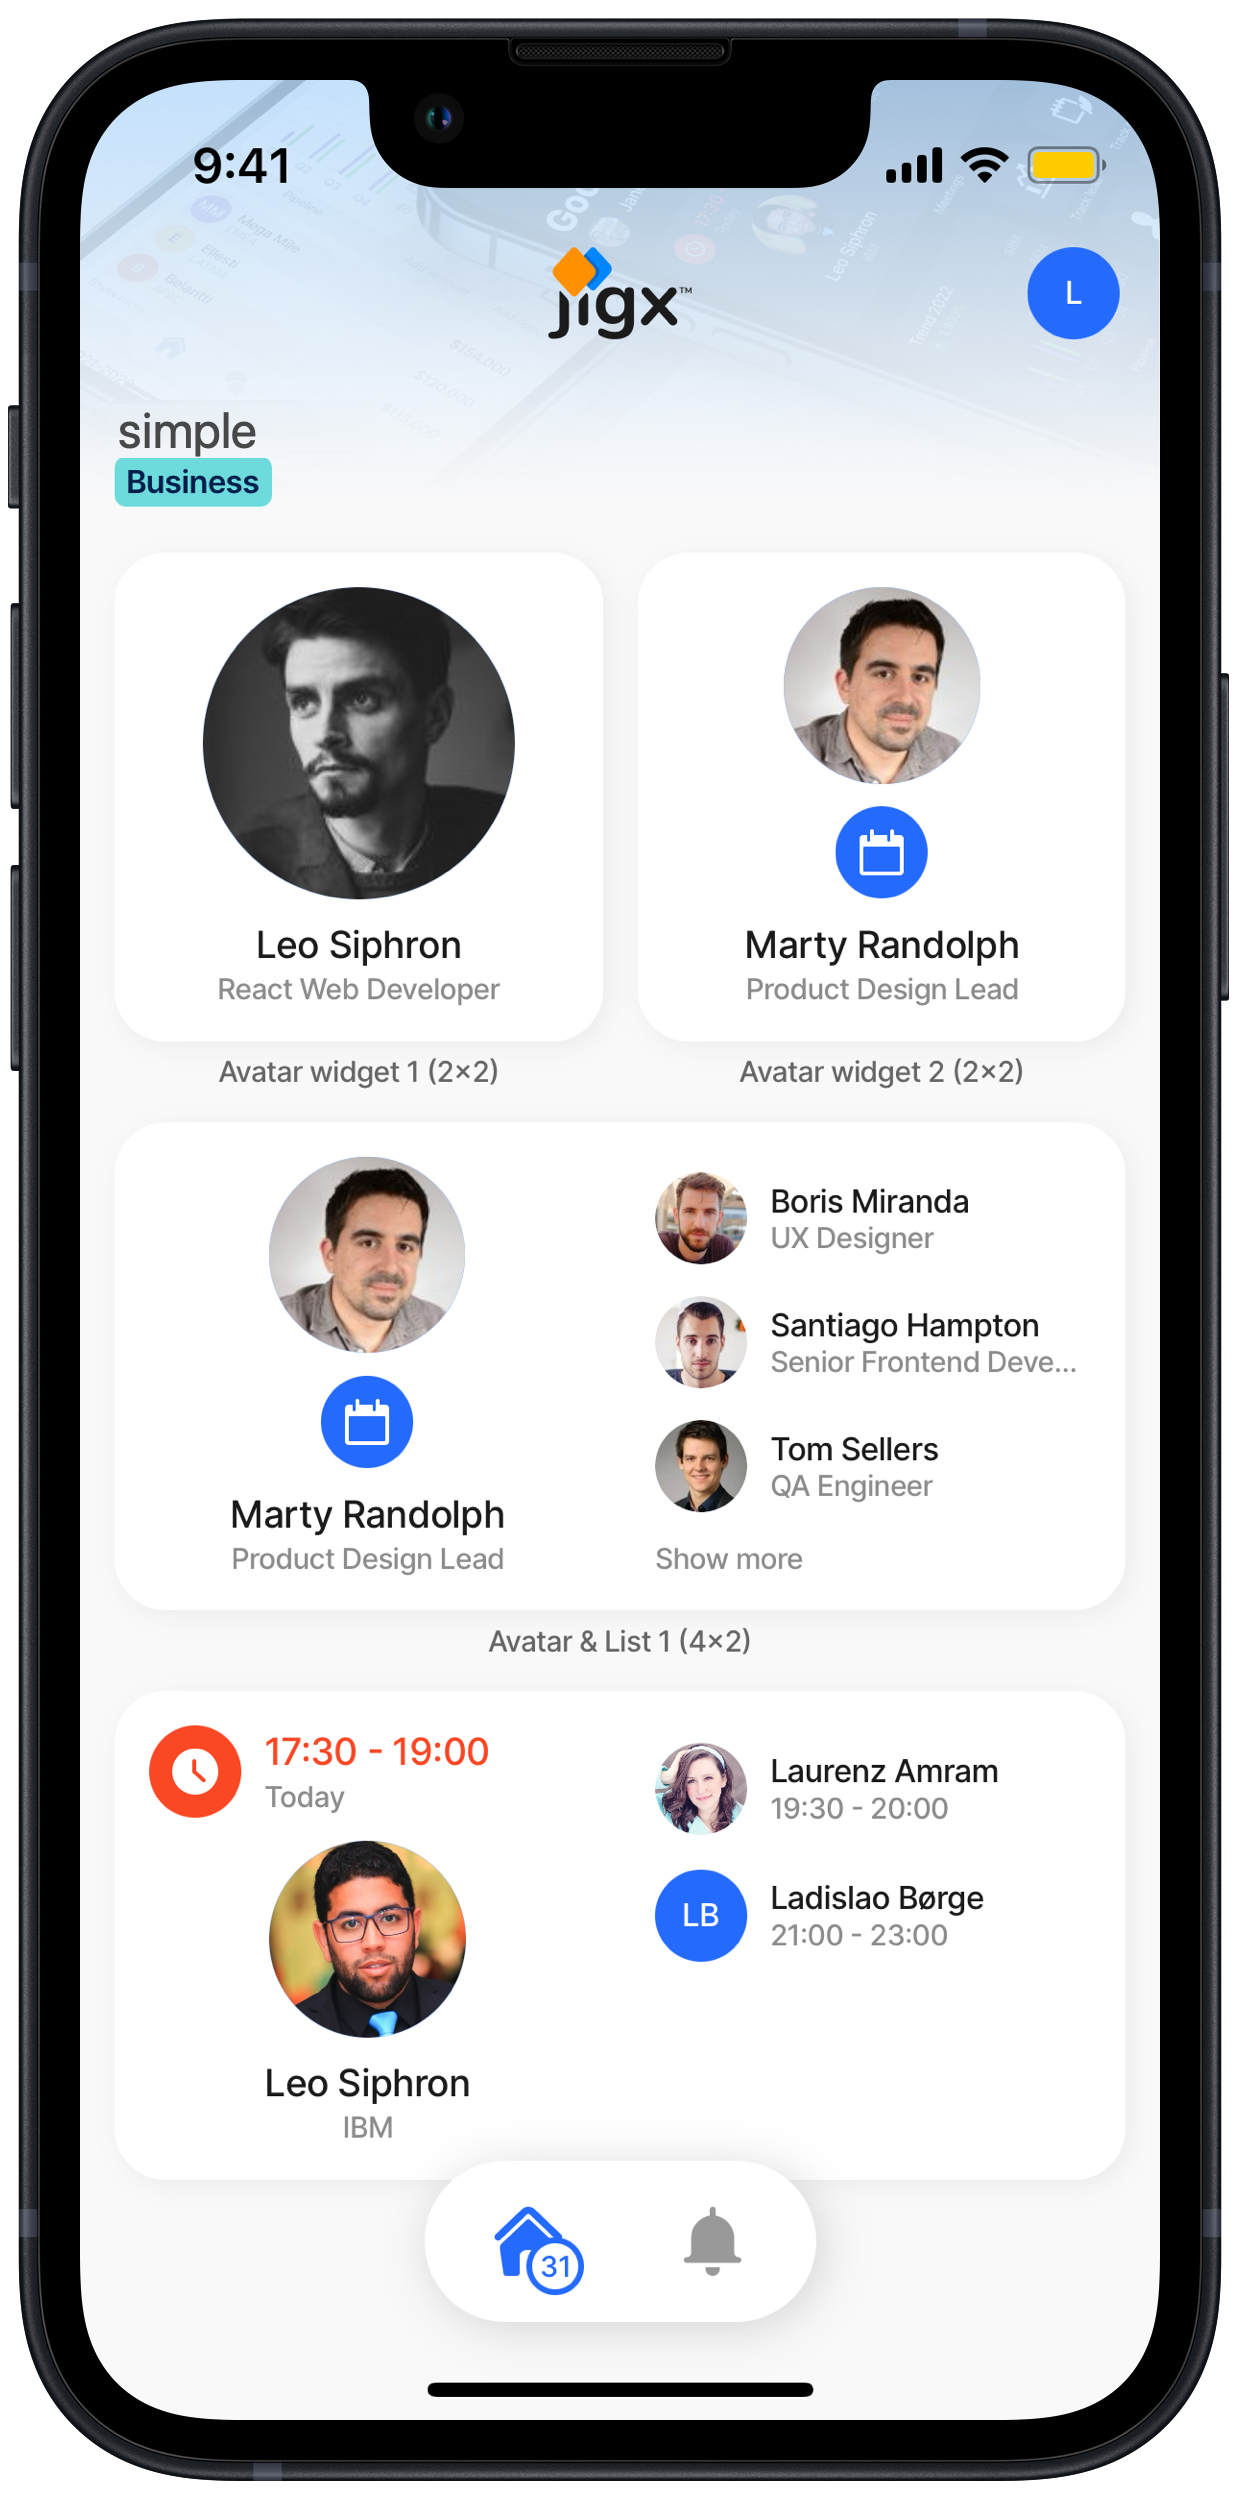 9:41
jigx™
L
simple
Business
Leo Siphron
React Web Developer
Avatar widget 1 (2×2)
Marty Randolph
Product Design Lead
Avatar widget 2 (2×2)
Marty Randolph
Product Design Lead
Boris Miranda
UX Designer
Santiago Hampton
Senior Frontend Deve...
Tom Sellers
QA Engineer
Show more
Avatar & List 1 (4×2)
17:30 - 19:00
Today
Leo Siphron
IBM
Laurenz Amram
19:30 - 20:00
LB
Ladislao Børge
21:00 - 23:00
31